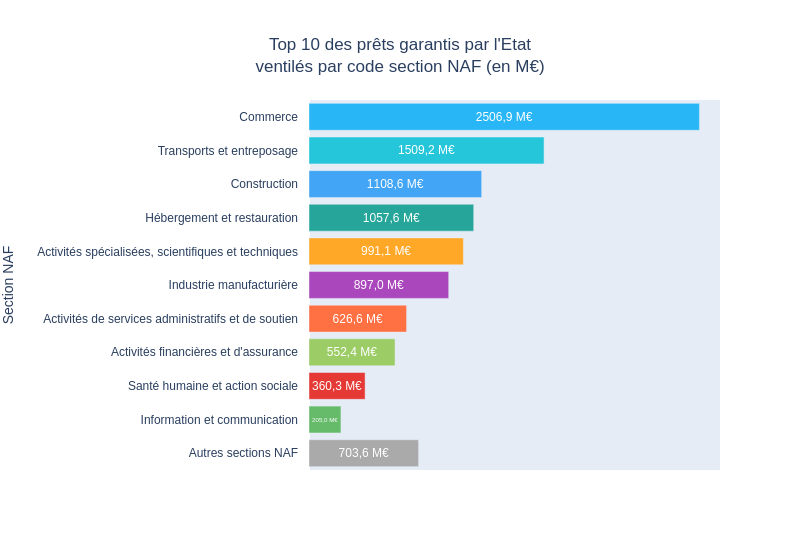 Top 10 des prêts garantis par l'Etat
ventilés par code section NAF (en M€)
Section NAF
Commerce 2506,9 M€
Transports et entreposage 1509,2 M€
Construction 1108,6 M€
Hébergement et restauration 1057,6 M€
Activités spécialisées, scientifiques et techniques 991,1 M€
Industrie manufacturière 897,0 M€
Activités de services administratifs et de soutien 626,6 M€
Activités financières et d'assurance 552,4 M€
Santé humaine et action sociale 360,3 M€
Information et communication 205,0 M€
Autres sections NAF 703,6 M€